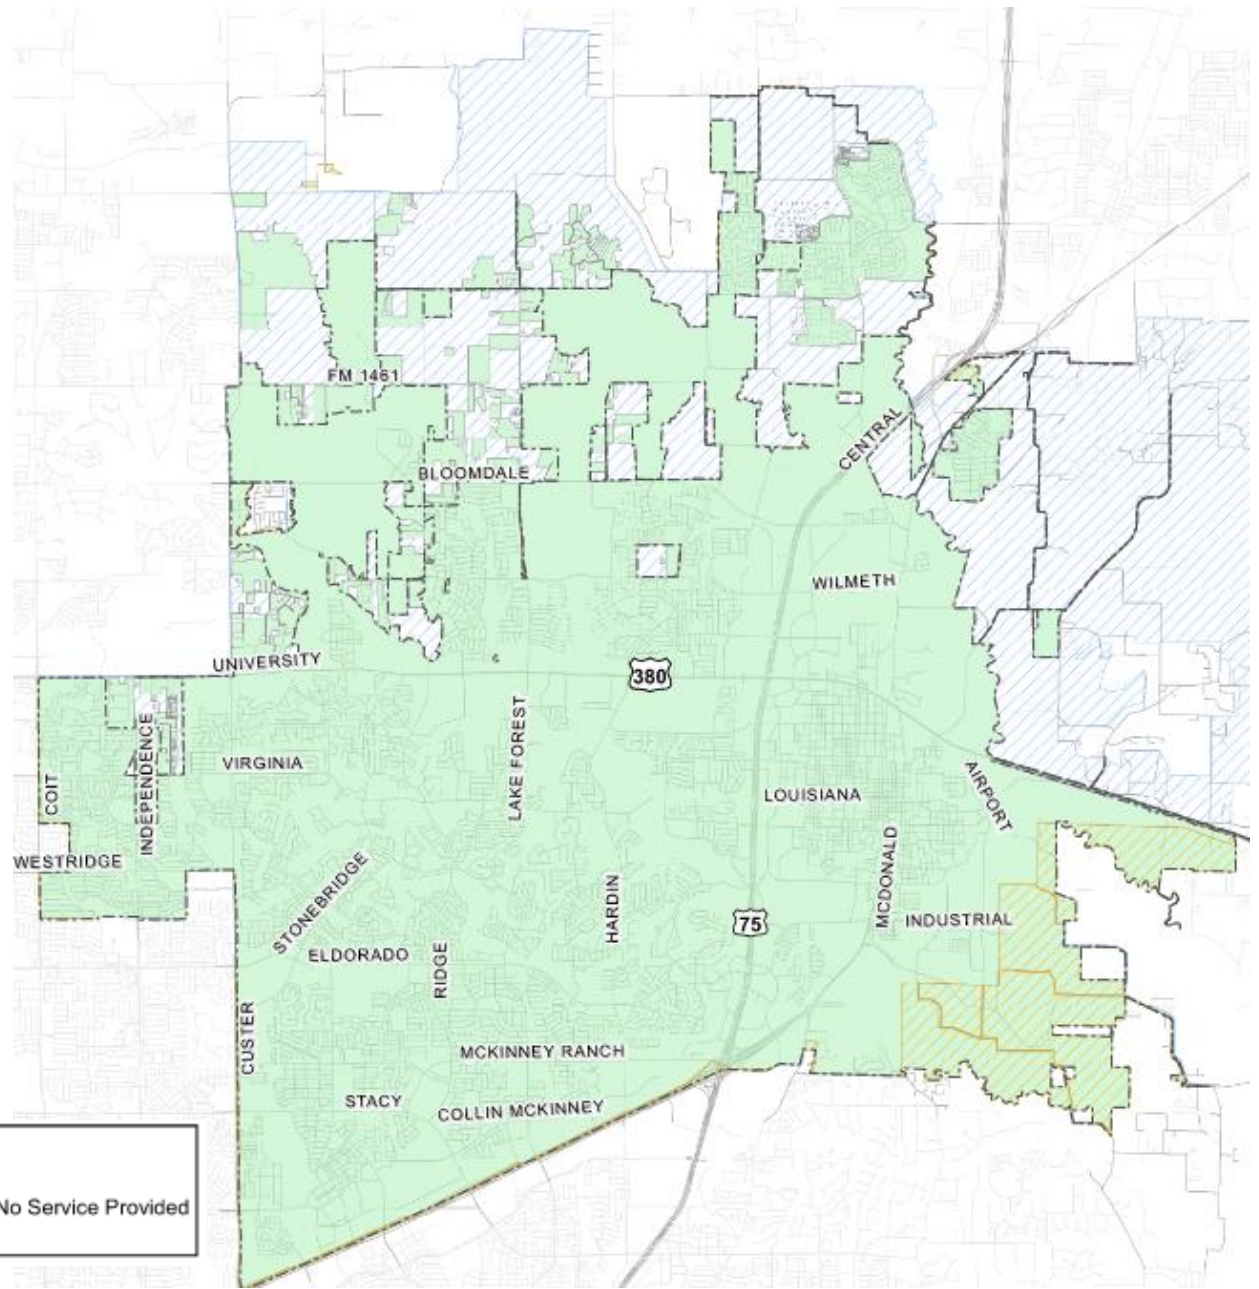 FM 1461
CENTRAL
BLOOMDALE
WILMETH
UNIVERSITY
380
INDEPENDENCE
LAKE FOREST
VIRGINIA
COIT
LOUISIANA
AIRPORT
WESTRIDGE
STONEBRIDGE
MCDONALD
HARDIN
75
INDUSTRIAL
ELDORADO
RIDGE
CUSTER
MCKINNEY RANCH
STACY
COLLIN MCKINNEY
No Service Provided